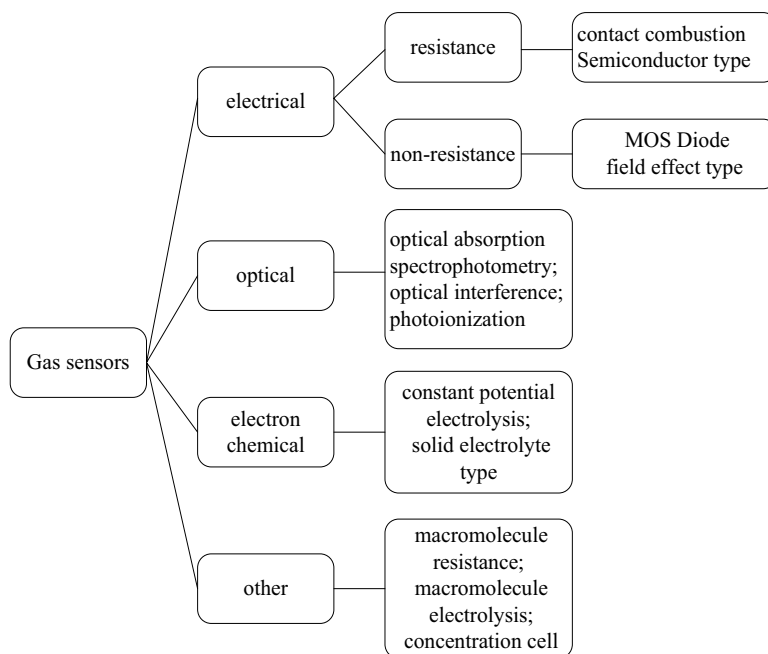 Gas sensors
electrical
resistance
contact combustion
Semiconductor type
non-resistance
MOS Diode
field effect type
optical
optical absorption
spectrophotometry;
optical interference;
photoionization
electron
chemical
constant potential
electrolysis;
solid electrolyte
type
other
macromolecule
resistance;
macromolecule
electrolysis;
concentration cell